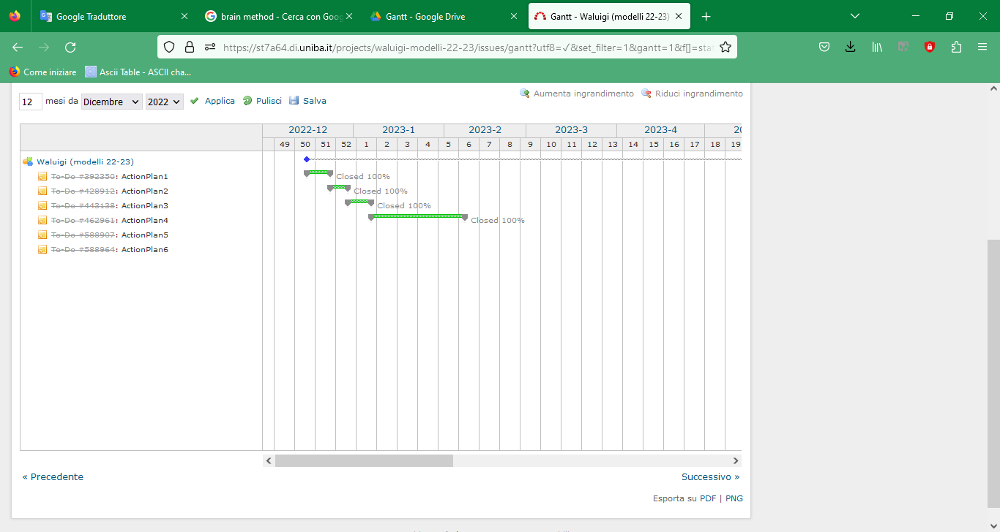 Google Traduttore
brain method - Cerca con Goog
Gantt - Google Drive
Gantt - Waluigi (modelli 22-23)
https://st7a64.di.uniba.it/projects/waluigi-modelli-22-23/issues/gantt?utf8=✓&set_filter=1&gantt=1&f[]=stat
Come iniziare Ascii Table - ASCII cha...
12 mesi da Dicembre 2022 Applica Pulisci Salva
Aumenta ingrandimento Riduci ingrandimento
2022-12 2023-1 2023-2 2023-3 2023-4 20
49 50 51 52 1 2 3 4 5 6 7 8 9 10 11 12 13 14 15 16 17 18 19
Waluigi (modelli 22-23)
To-Do #392350: ActionPlan1 Closed 100%
To-Do #428912: ActionPlan2 Closed 100%
To-Do #443138: ActionPlan3 Closed 100%
To-Do #462961: ActionPlan4 Closed 100%
To-Do #588907: ActionPlan5
To-Do #588964: ActionPlan6
« Precedente Successivo »
Esporta su PDF | PNG